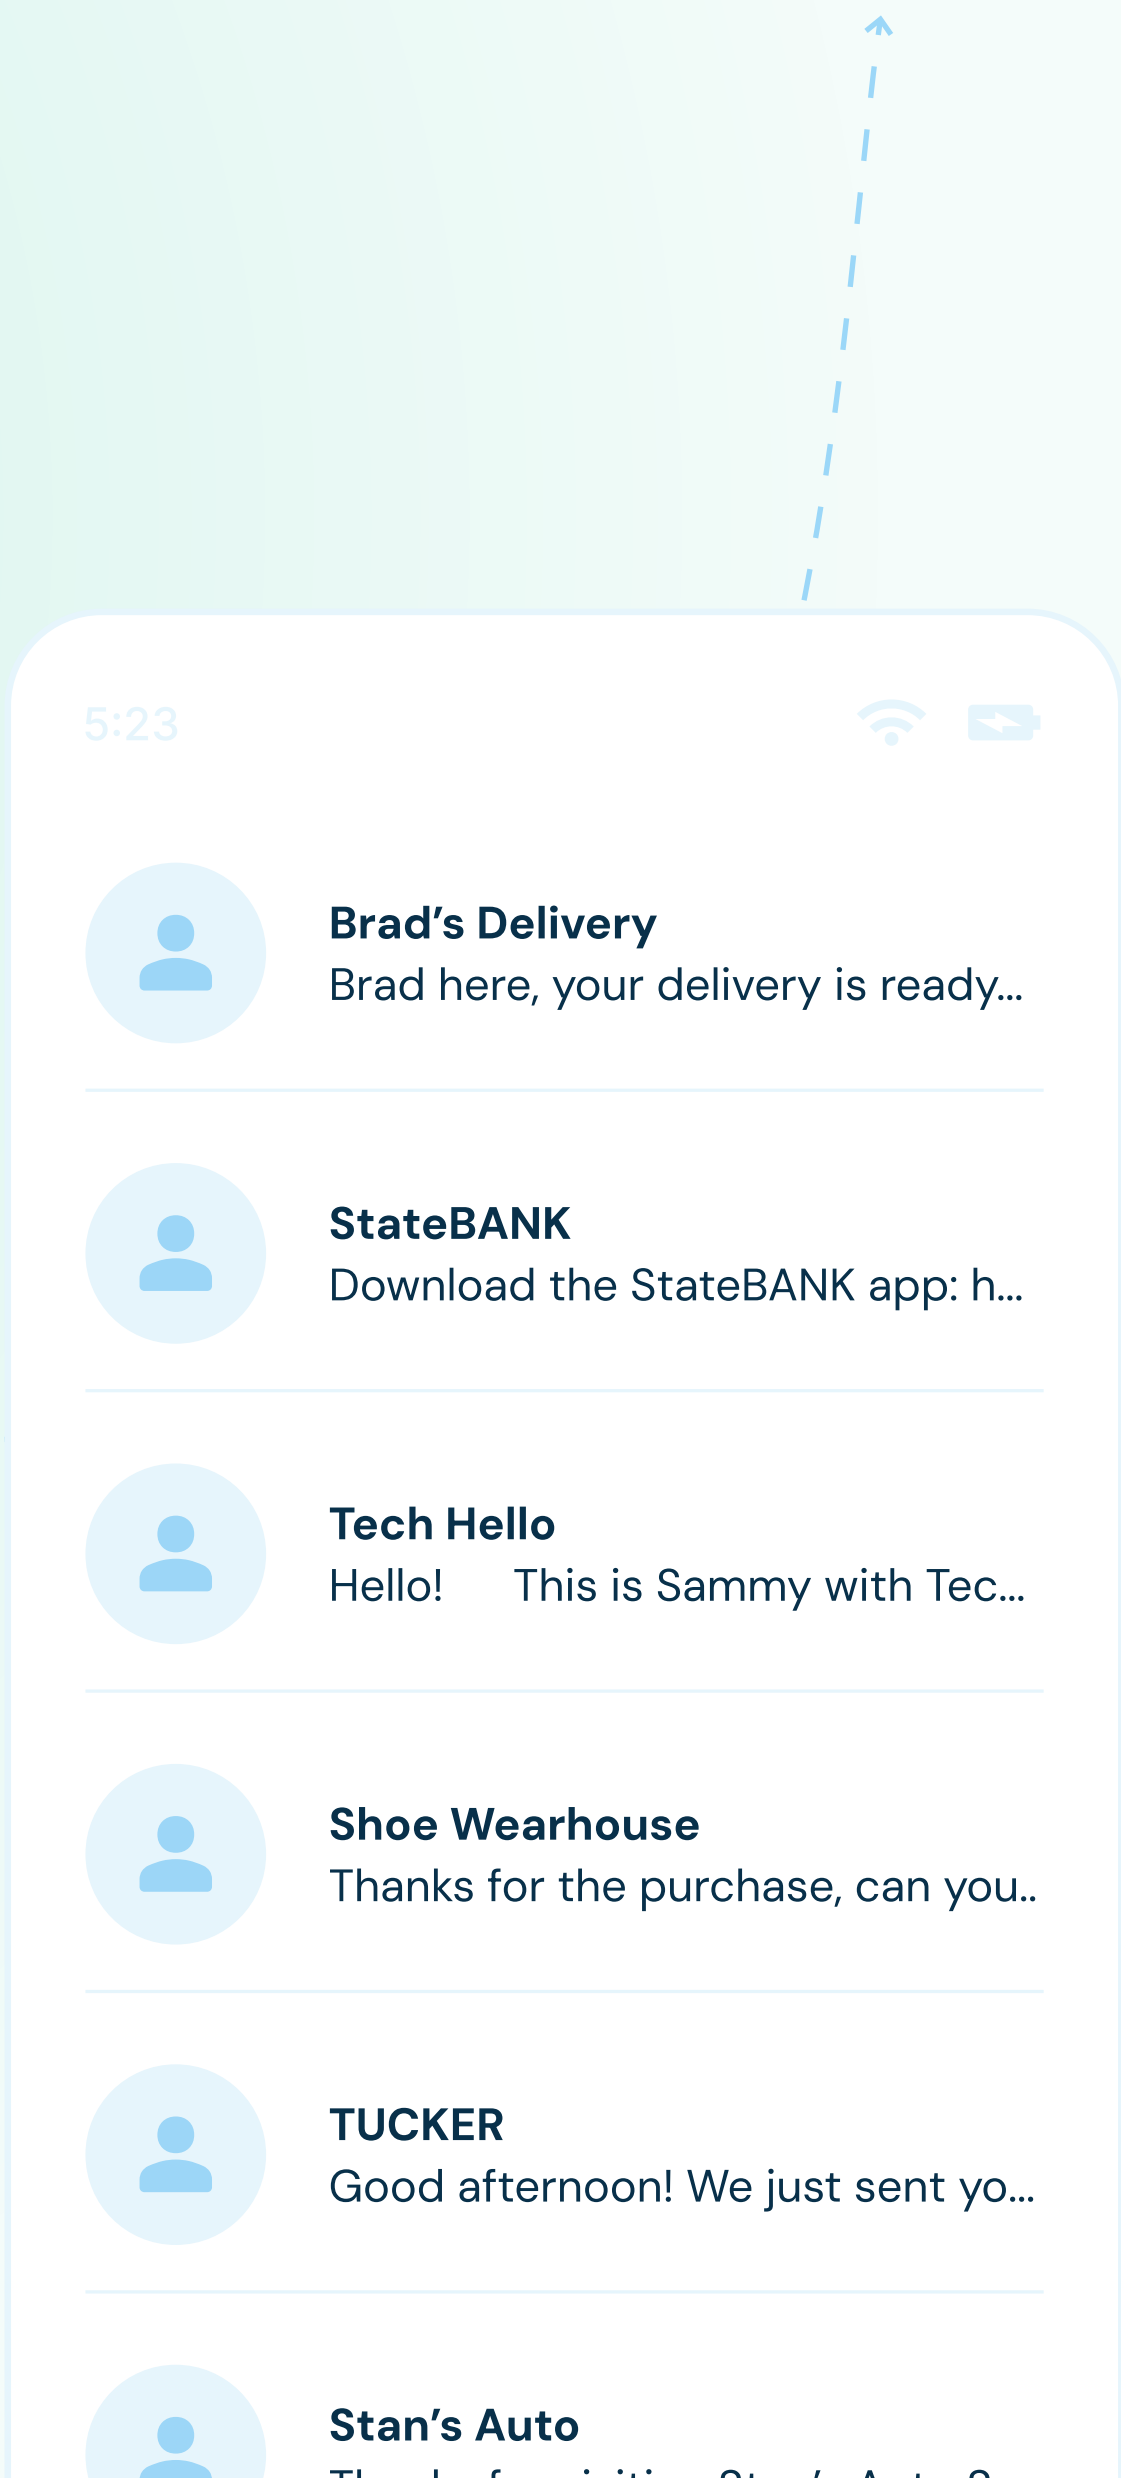 5:23
Brad’s Delivery
Brad here, your delivery is ready...
StateBANK
Download the StateBANK app: h...
Tech Hello
Hello! This is Sammy with Tec...
Shoe Wearhouse
Thanks for the purchase, can you..
TUCKER
Good afternoon! We just sent yo...
Stan’s Auto